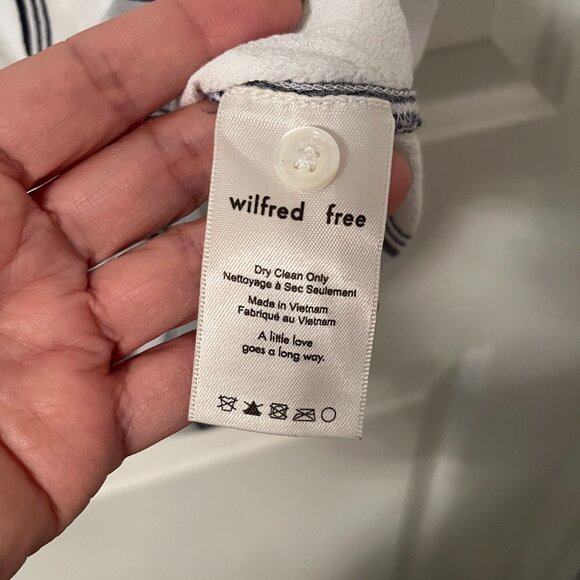 wilfred free
Dry Clean Only
Nettoyage à Sec Seulement
Made in Vietnam
Fabriqué au Vietnam
A little love
goes a long way.